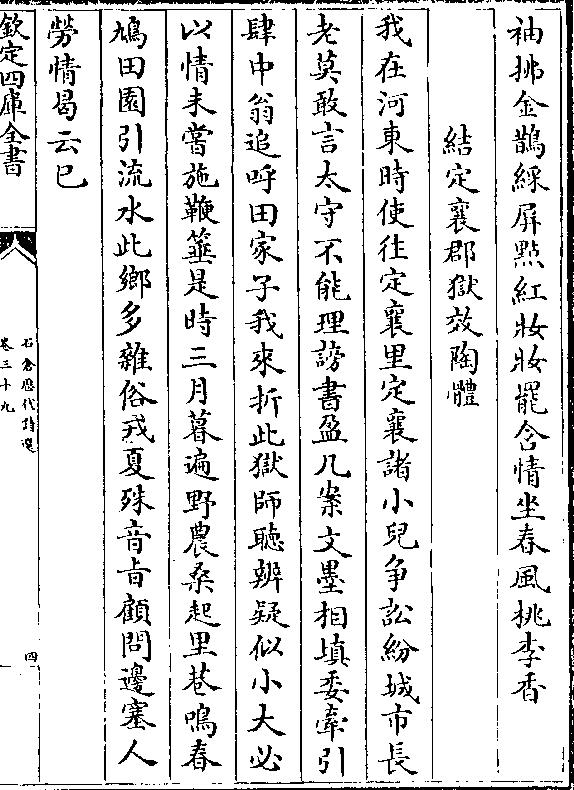 袖拂金鵲綵屏㸃紅妝妝罷含情坐春風桃李香
結定襄郡獄效陶體
我在河東時使往定襄里定襄諸小兒爭訟紛城市長
老莫敢言太守不能理謗書盈几案文墨相填委牽引
肆中翁追呼田家子我來折此獄師聴辨疑似小大必
以情未嘗施鞭箠是時三月暮遍野農桑起里巷鳴春
鳩田園引流水此鄉多雜俗戎夏殊音旨顧問邊塞人
勞情曷云已
欽定四庫全書
石倉歴代詩選
卷三十九
四